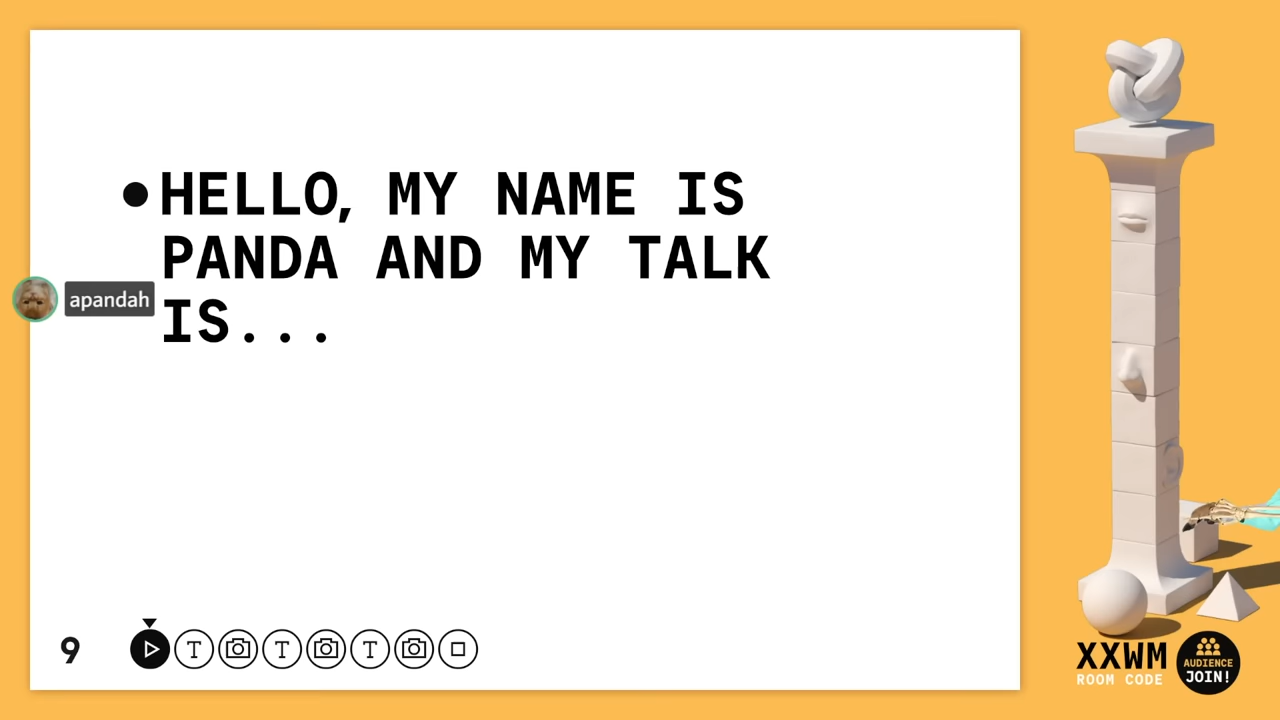 HELLO, MY NAME IS
PANDA AND MY TALK
IS...
apandah
9
T
T
T
XXWM
ROOM CODE
AUDIENCE
JOIN!